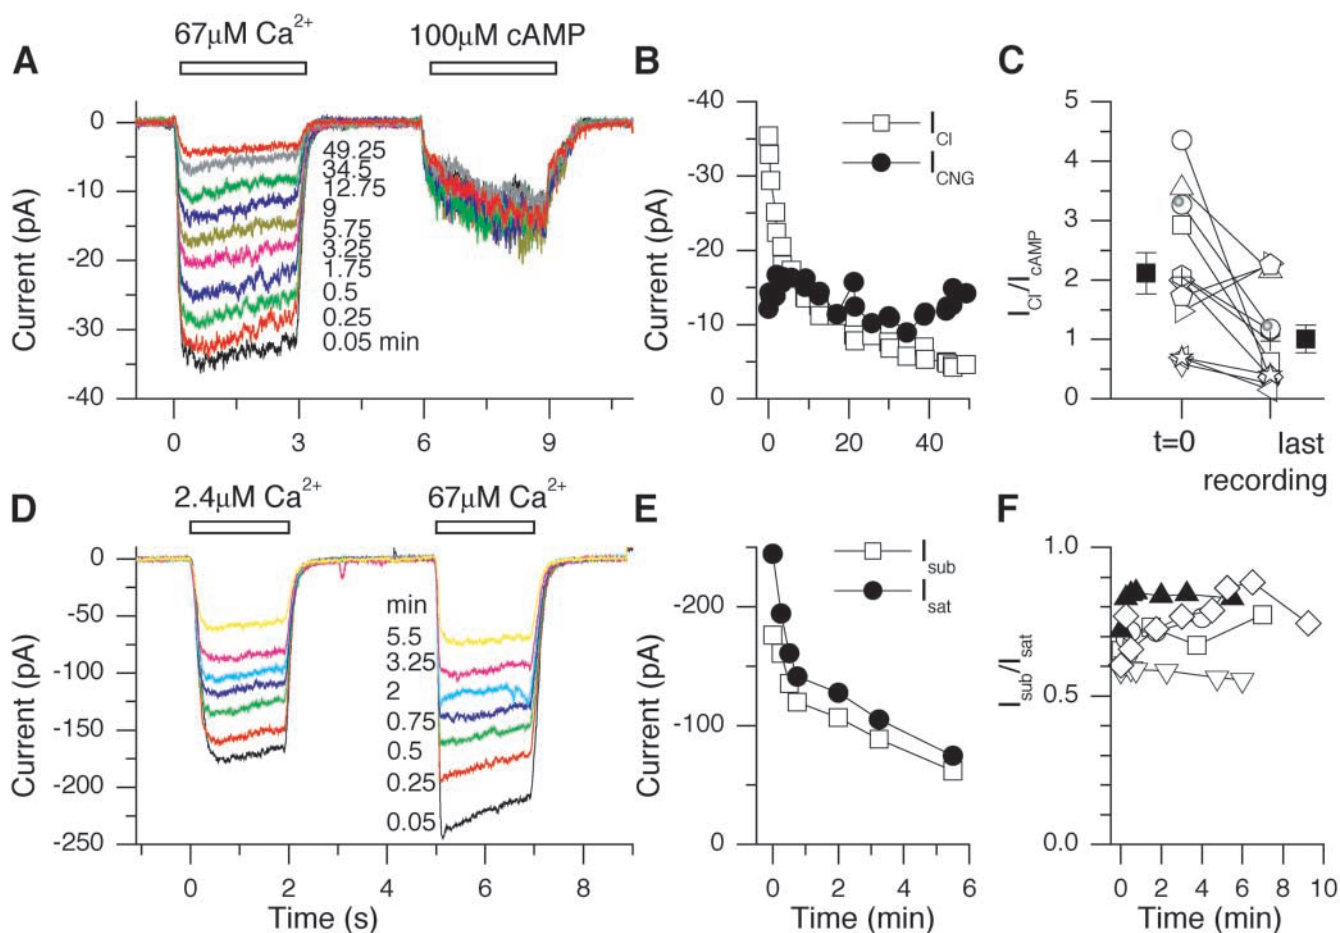 A
67µM Ca2+
100µM cAMP
0
-10
-20
-30
-40
Current (pA)
49.25
34.5
12.75
9
5.75
3.25
1.75
0.5
0.25
0.05 min
0 3 6 9
B
-40
-30
-20
-10
0
Current (pA)
ICl
ICNG
0 20 40
C
5
4
3
2
1
0
ICl/IcAMP
t=0 last
recording
D
2.4µM Ca2+
67µM Ca2+
0
-50
-100
-150
-200
-250
Current (pA)
min
5.5
3.25
2
0.75
0.5
0.25
0.05
0 2 4 6 8
Time (s)
E
-200
-100
0
Current (pA)
Isub
Isat
0 2 4 6
Time (min)
F
1.0
0.5
0.0
Isub/Isat
0 2 4 6 8 10
Time (min)